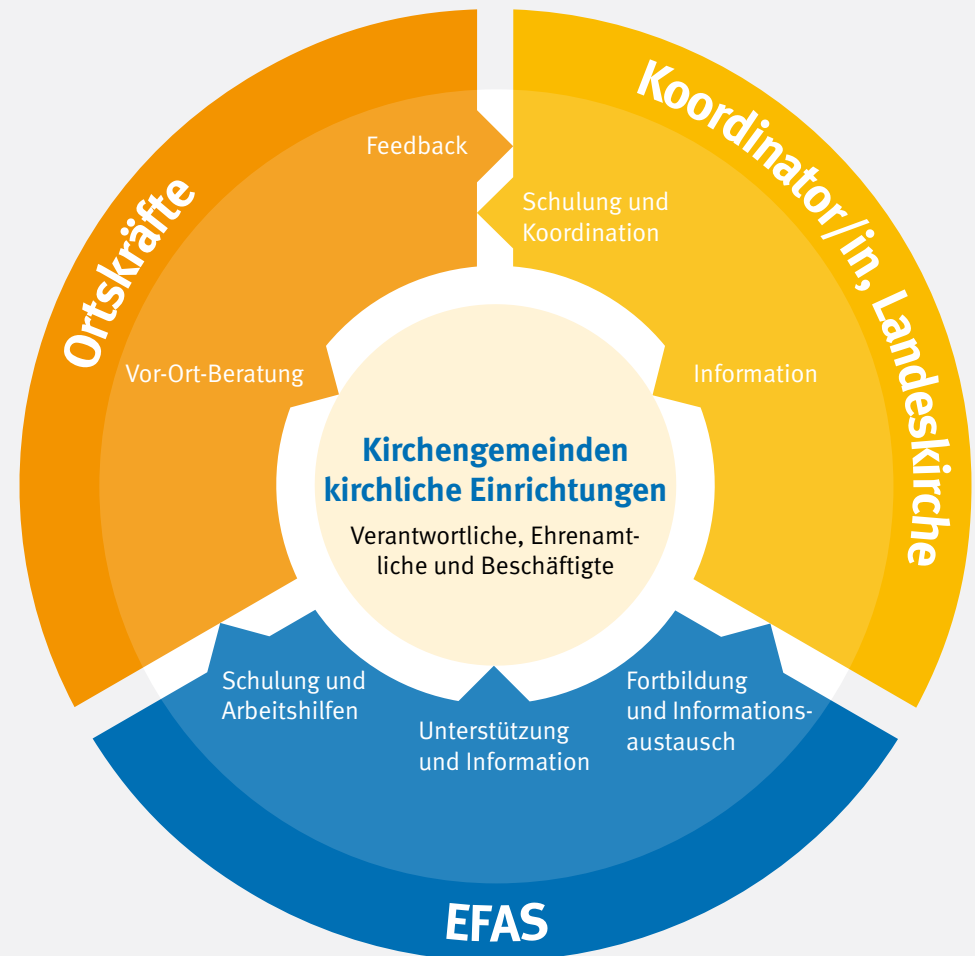 Ortskräfte
Koordinator/in, Landeskirche
Feedback
Schulung und
Koordination
Vor-Ort-Beratung
Information
Kirchengemeinden
kirchliche Einrichtungen
Verantwortliche, Ehrenamt-
liche und Beschäftigte
Schulung und
Arbeitshilfen
Unterstützung
und Information
Fortbildung
und Informations-
austausch
EFAS